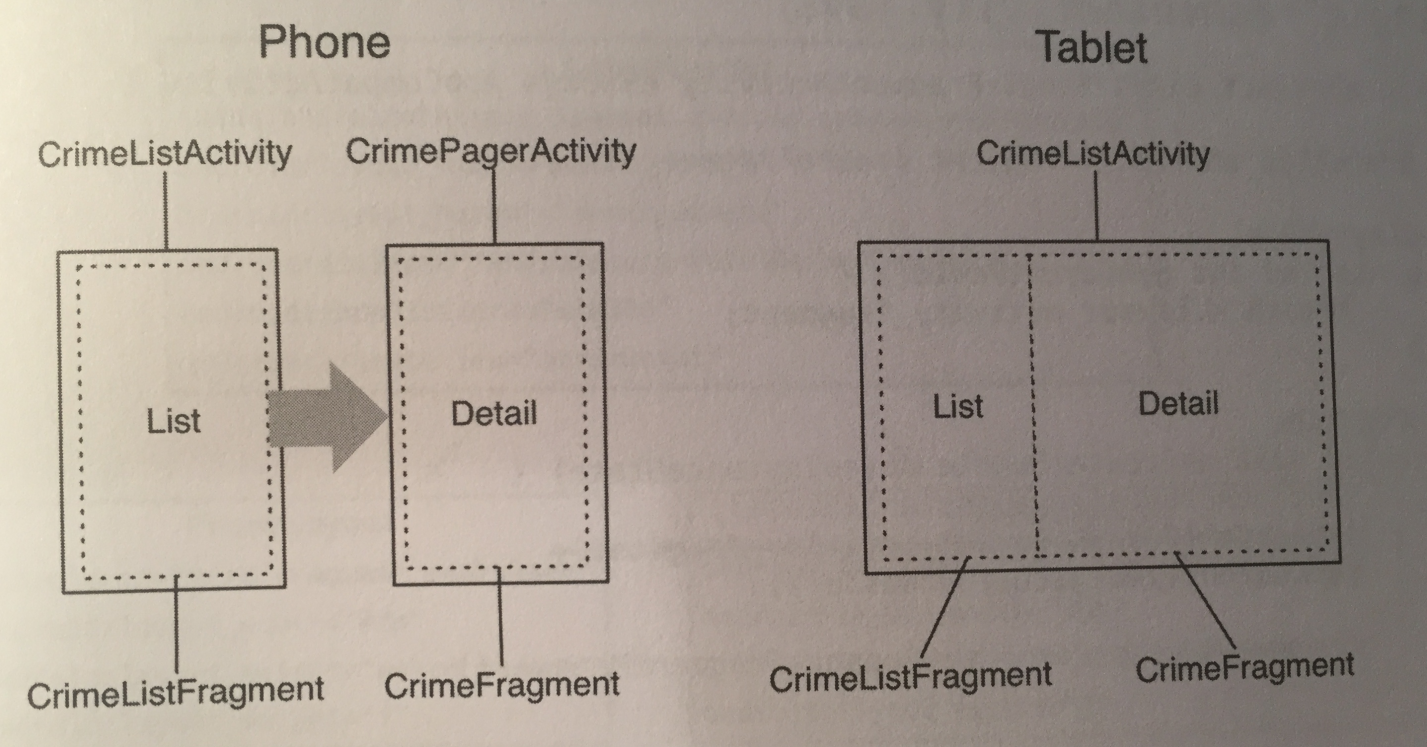 Phone
Tablet
CrimeListActivity
CrimePagerActivity
CrimeListActivity
List
Detail
List
Detail
CrimeListFragment
CrimeFragment
CrimeListFragment
CrimeFragment